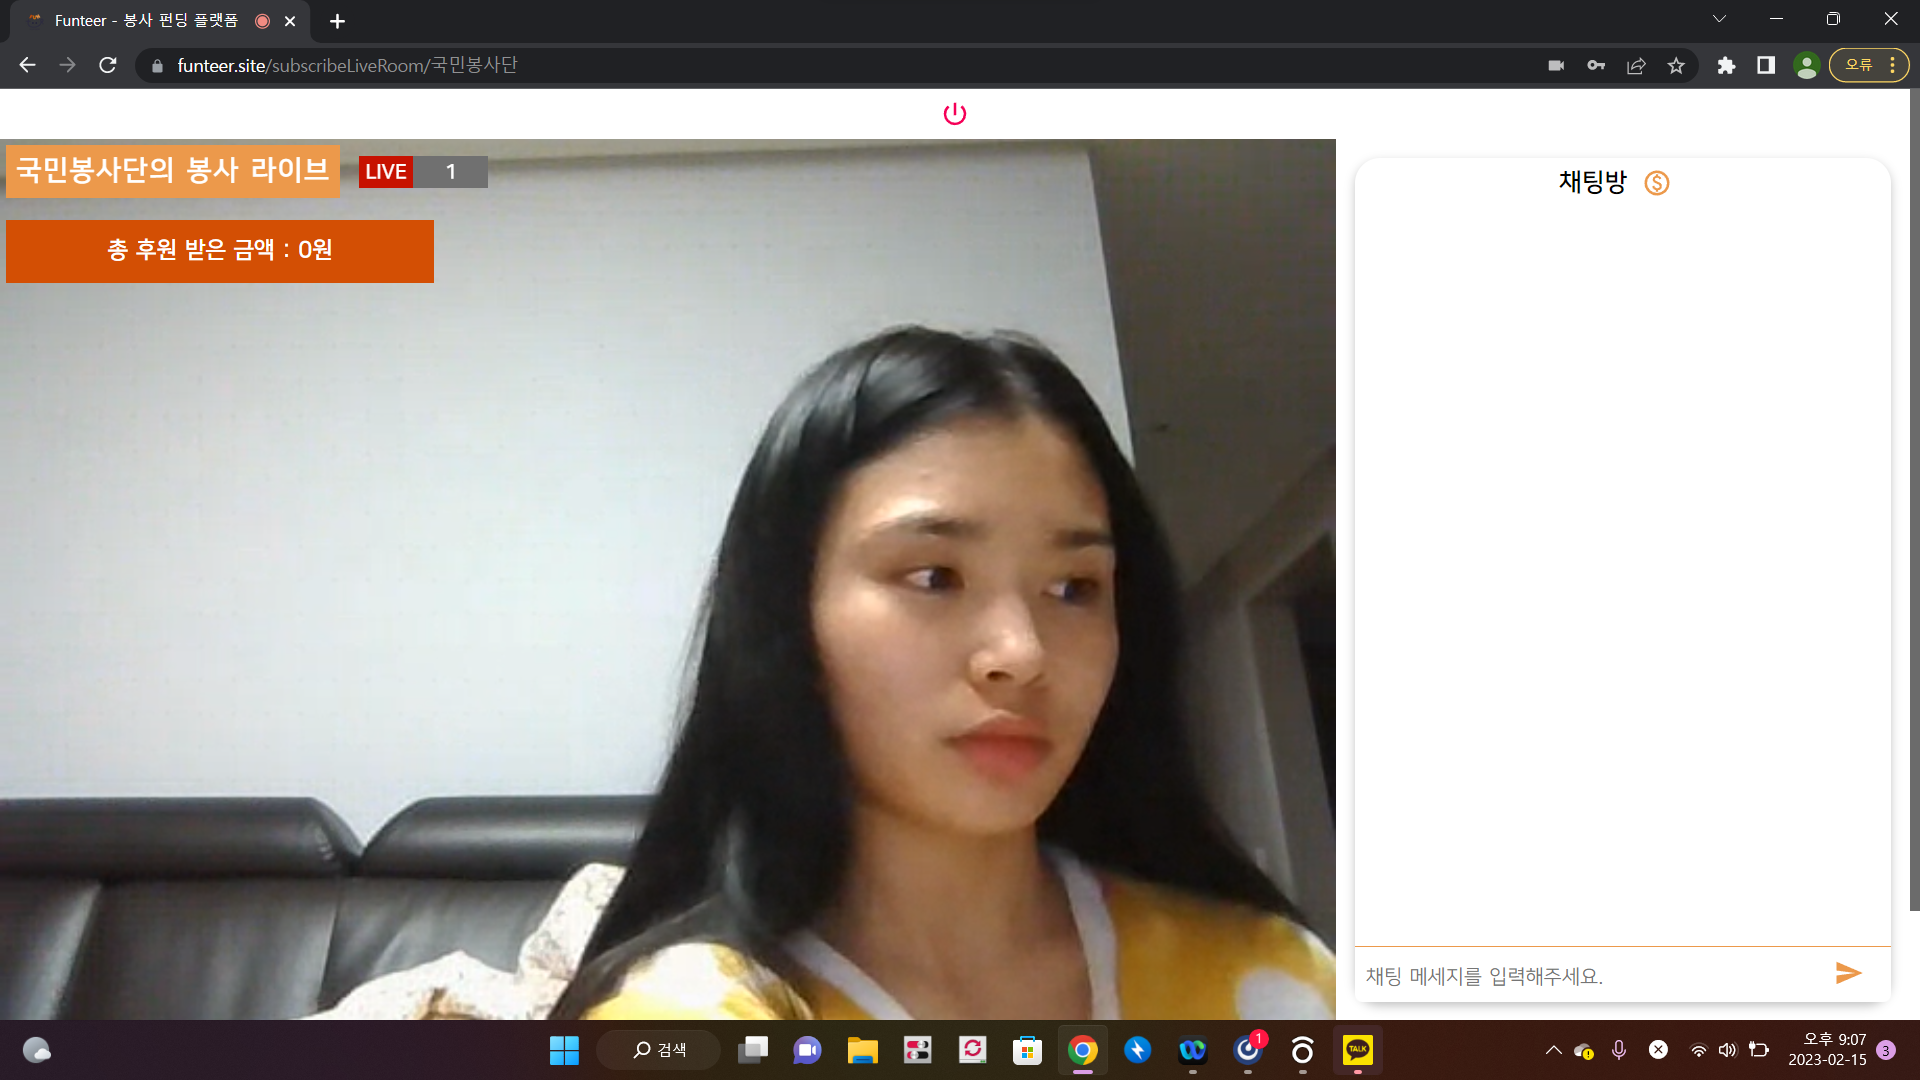 Funteer - 봉사 펀딩 플랫폼
funteer.site/subscribeLiveRoom/국민봉사단
오류
국민봉사단의 봉사 라이브
LIVE 1
총 후원 받은 금액 : 0원
채팅방
채팅 메세지를 입력해주세요.
검색
1
TALK
오후 9:07
2023-02-15
3